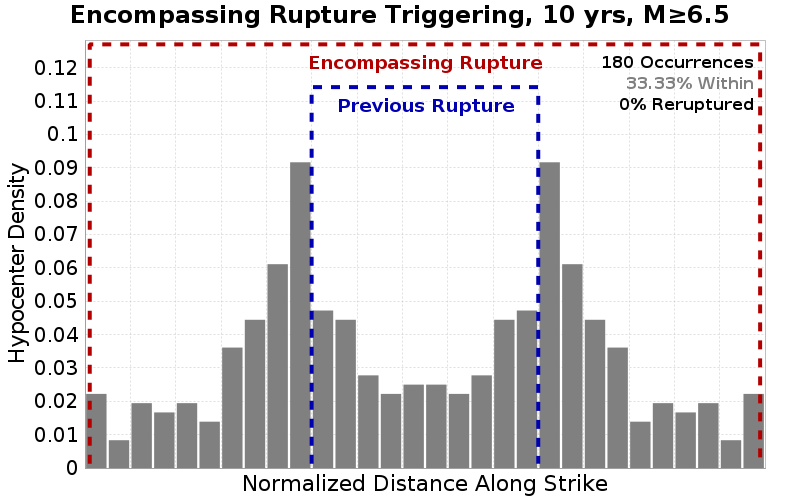 Encompassing Rupture Triggering, 10 yrs, M≥6.5
Encompassing Rupture
180 Occurrences
33.33% Within
0% Reruptured
Previous Rupture
Hypocenter Density
0.12
0.11
0.1
0.09
0.08
0.07
0.06
0.05
0.04
0.03
0.02
0.01
0
Normalized Distance Along Strike